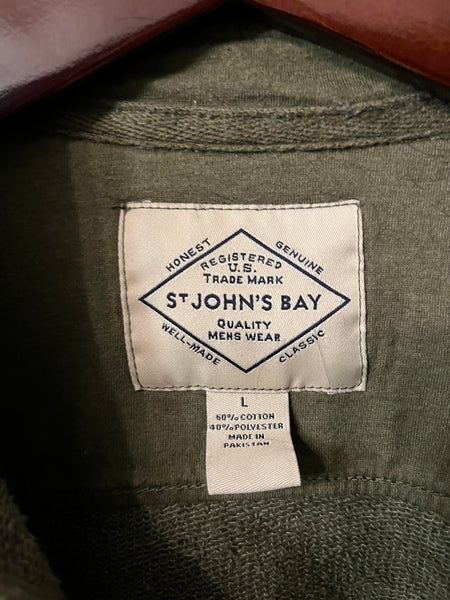 HONEST
GENUINE
REGISTERED
U.S.
TRADE MARK
ST JOHN'S BAY
QUALITY
MENS WEAR
WELL-MADE
CLASSIC
L
60% COTTON
40% POLYESTER
MADE IN
PAKISTAN